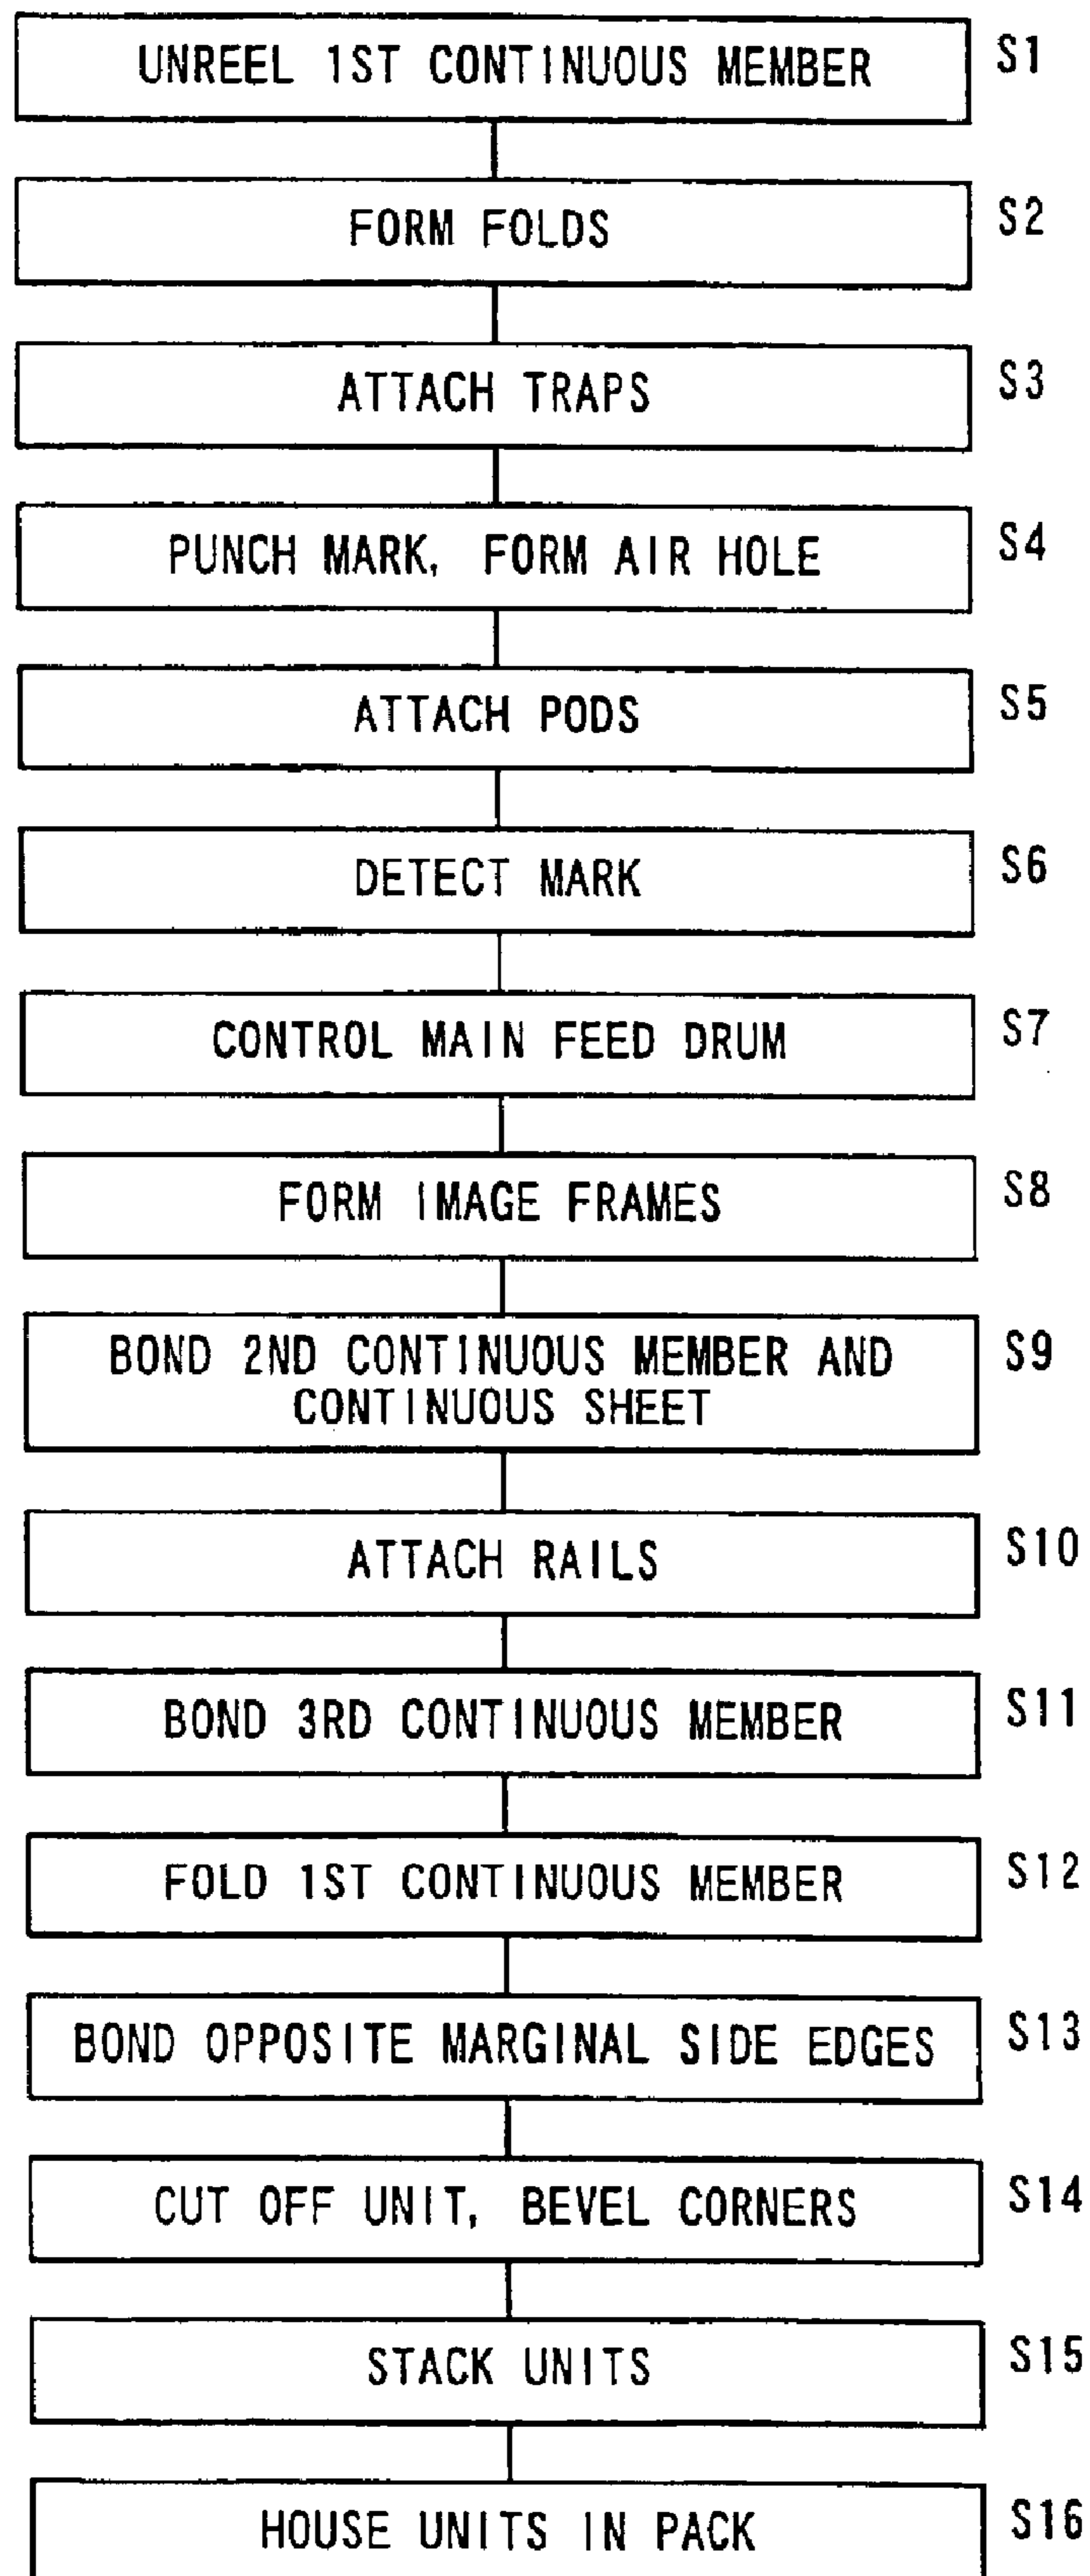 UNREEL 1ST CONTINUOUS MEMBER S1
FORM FOLDS S2
ATTACH TRAPS S3
PUNCH MARK, FORM AIR HOLE S4
ATTACH PODS S5
DETECT MARK S6
CONTROL MAIN FEED DRUM S7
FORM IMAGE FRAMES S8
BOND 2ND CONTINUOUS MEMBER AND S9
CONTINUOUS SHEET
ATTACH RAILS S10
BOND 3RD CONTINUOUS MEMBER S11
FOLD 1ST CONTINUOUS MEMBER S12
BOND OPPOSITE MARGINAL SIDE EDGES S13
CUT OFF UNIT, BEVEL CORNERS S14
STACK UNITS S15
HOUSE UNITS IN PACK S16